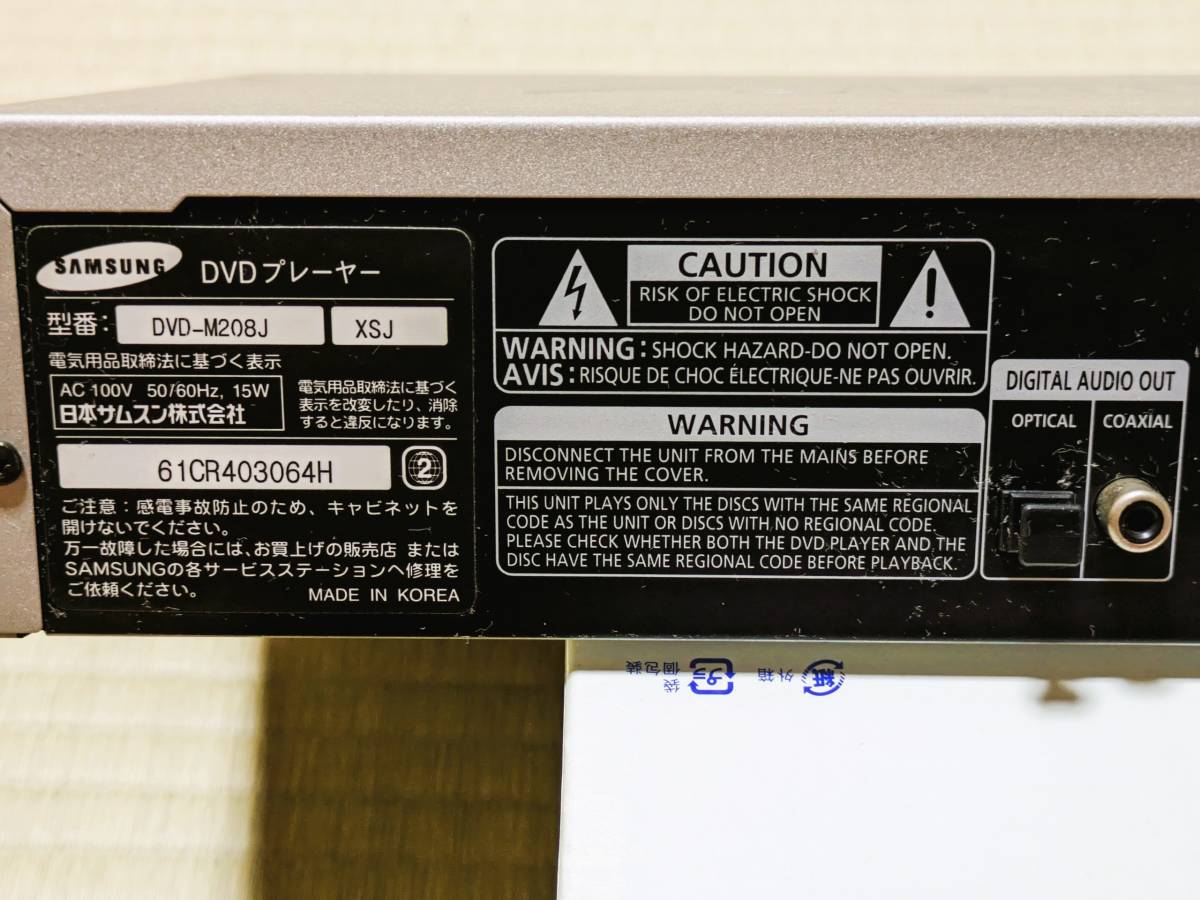 SAMSUNG DVD プレーヤー
型番: DVD-M208J XSJ
電気用品取締法に基づく表示
AC 100V 50/60Hz, 15W
日本サムスン株式会社
電気用品取締法に基づく
表示を改変したり、消除
すると違反になります。
61CR403064H 2
ご注意:感電事故防止のため、キャビネットを
開けないでください。
万一故障した場合には、お買上げの販売店 または
SAMSUNGの各サービスステーションへ修理を
ご依頼ください。
MADE IN KOREA
CAUTION
RISK OF ELECTRIC SHOCK
DO NOT OPEN
WARNING : SHOCK HAZARD-DO NOT OPEN.
AVIS : RISQUE DE CHOC ÉLECTRIQUE-NE PAS OUVRIR.
WARNING
DISCONNECT THE UNIT FROM THE MAINS BEFORE
REMOVING THE COVER.
THIS UNIT PLAYS ONLY THE DISCS WITH THE SAME REGIONAL
CODE AS THE UNIT OR DISCS WITH NO REGIONAL CODE.
PLEASE CHECK WHETHER BOTH THE DVD PLAYER AND THE
DISC HAVE THE SAME REGIONAL CODE BEFORE PLAYBACK.
DIGITAL AUDIO OUT
OPTICAL COAXIAL
紙 外箱
プラ 個包装
袋